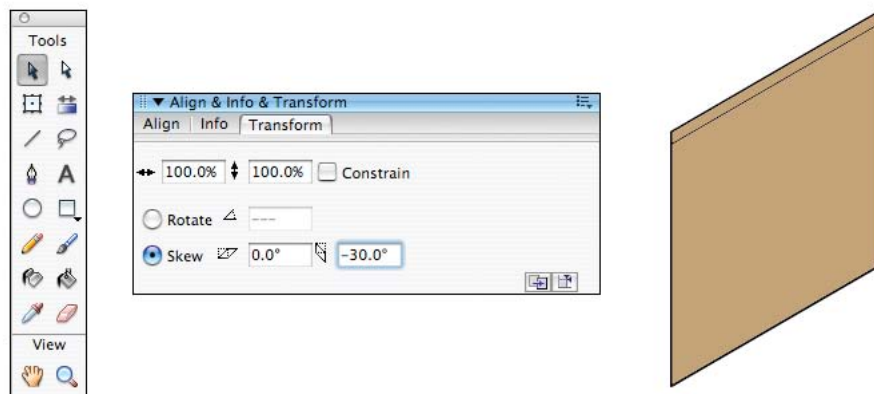 Tools
A
View
Align & Info & Transform
Align Info Transform
100.0% 100.0% Constrain
Rotate ---
Skew 0.0° -30.0°